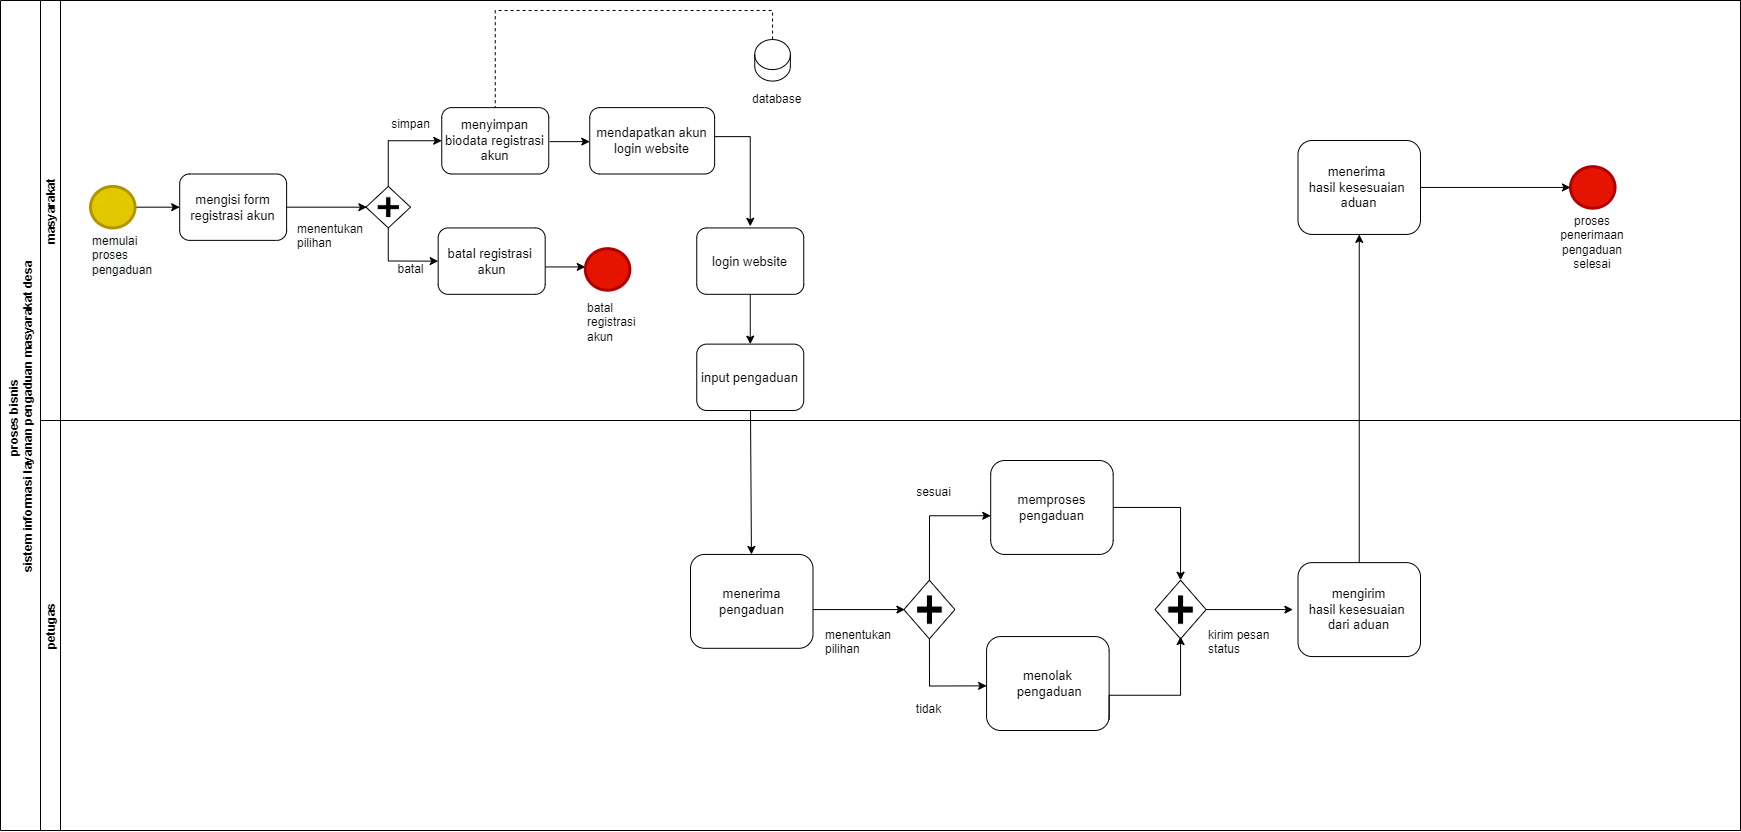 proses bisnis
sistem informasi layanan pengaduan masyarakat desa
masyarakat
memulai
proses
pengaduan
mengisi form
registrasi akun
menentukan
pilihan
simpan
batal
menyimpan
biodata registrasi
akun
database
mendapatkan akun
login website
batal registrasi
akun
batal
registrasi
akun
login website
input pengaduan
menerima
hasil kesesuaian
aduan
proses
penerimaan
pengaduan
selesai
petugas
menerima
pengaduan
menentukan
pilihan
sesuai
tidak
memproses
pengaduan
menolak
pengaduan
kirim pesan
status
mengirim
hasil kesesuaian
dari aduan